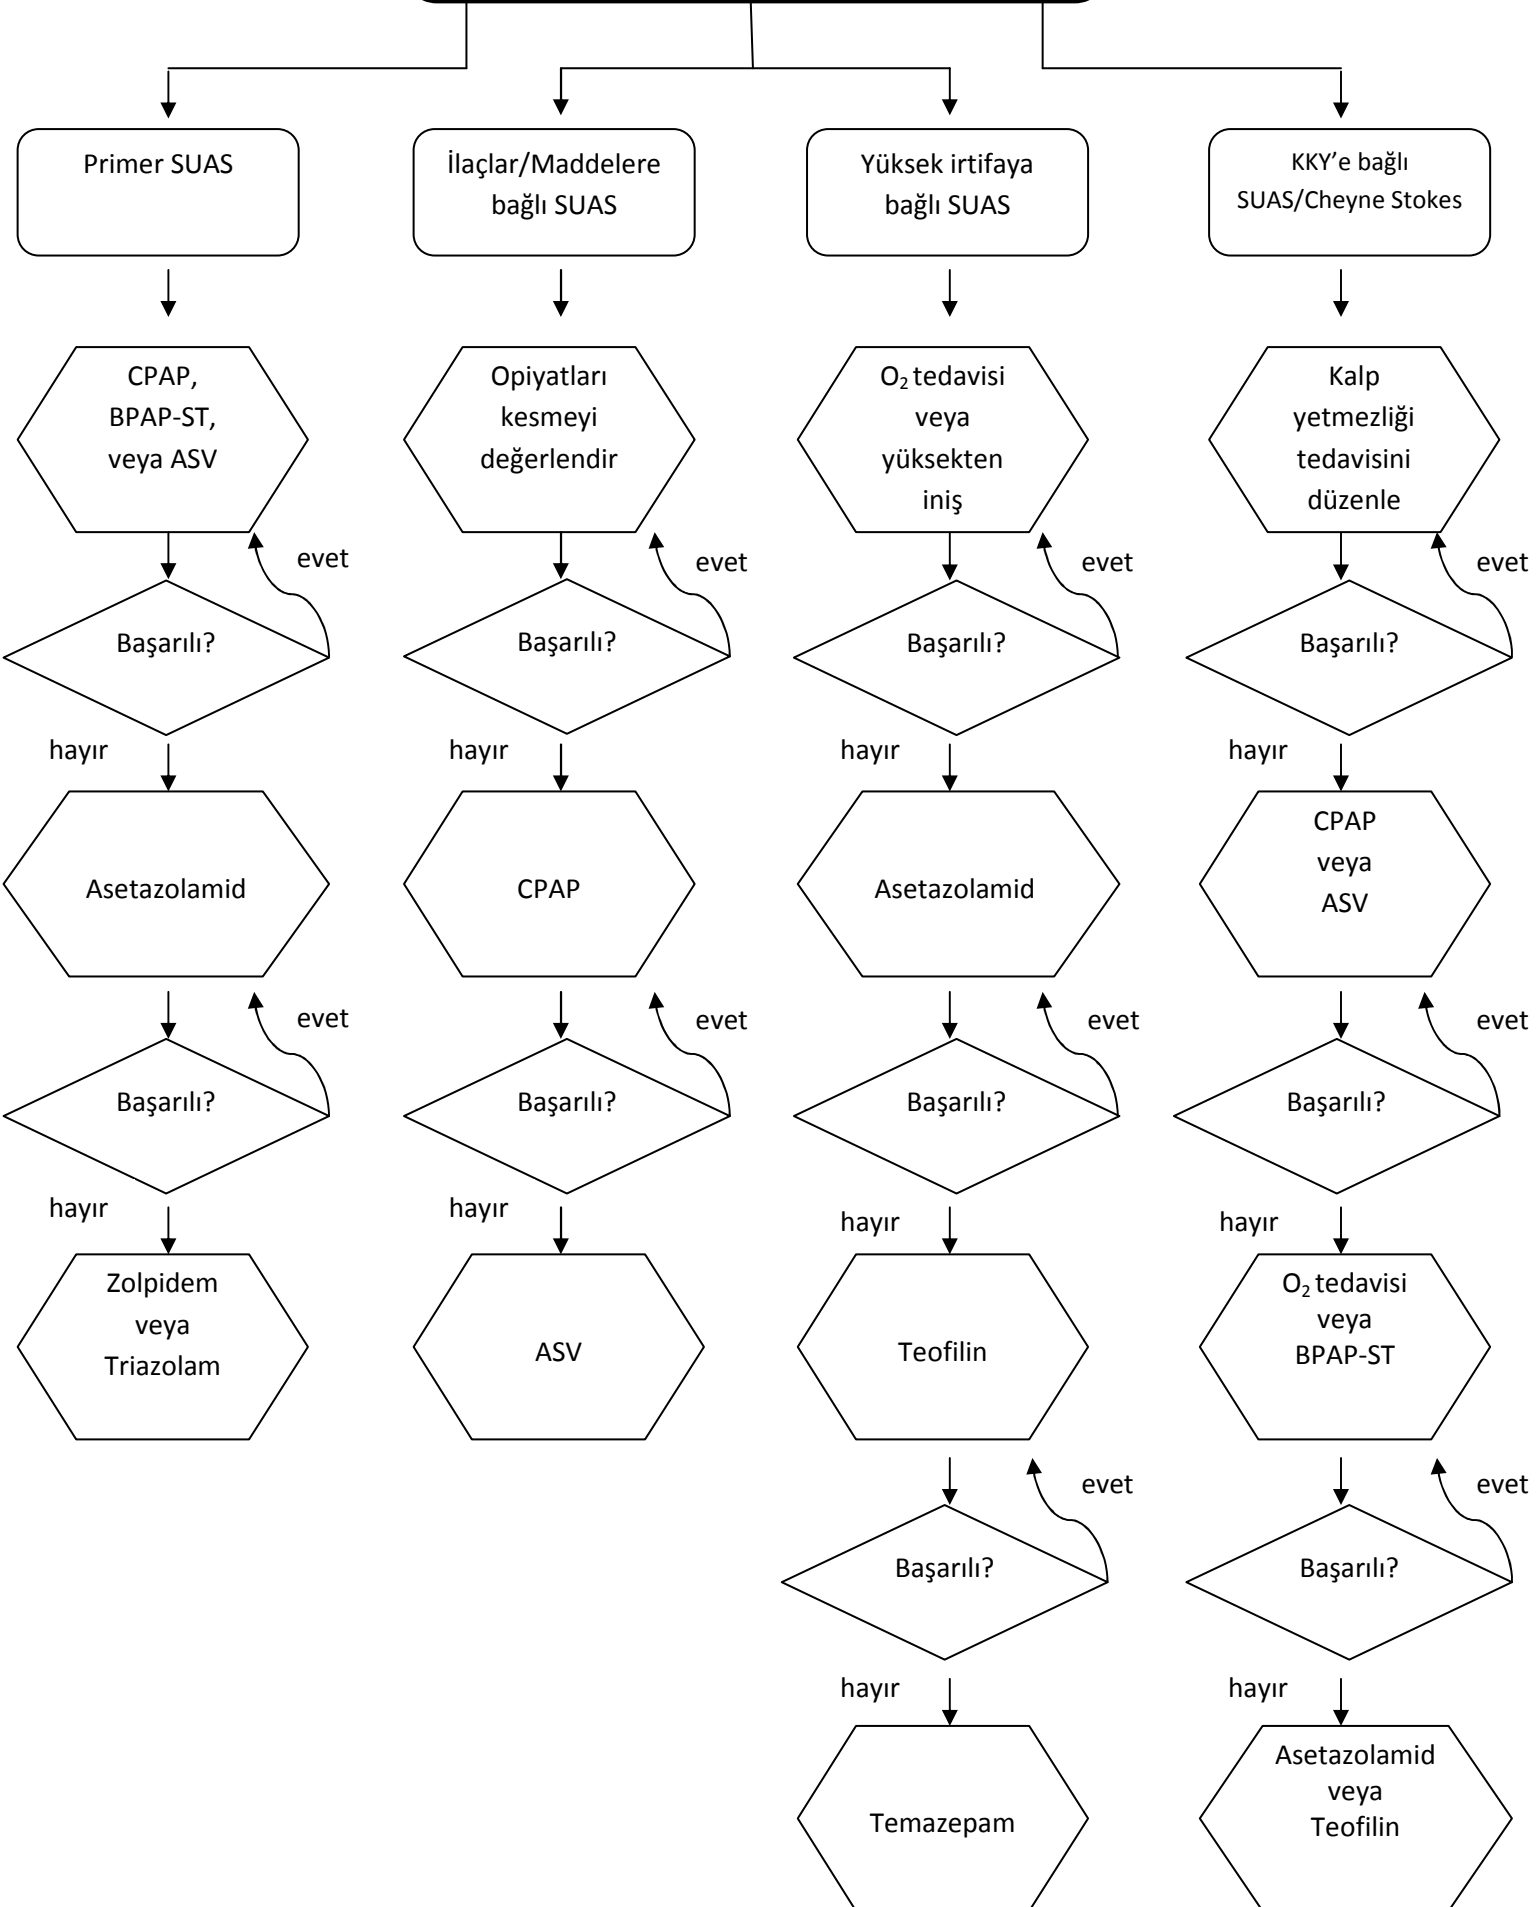 Primer SUAS
İlaçlar/Maddelere
bağlı SUAS
Yüksek irtifaya
bağlı SUAS
KKY’e bağlı
SUAS/Cheyne Stokes
CPAP,
BPAP-ST,
veya ASV
Opiyatları
kesmeyi
değerlendir
O₂ tedavisi
veya
yüksekten
iniş
Kalp
yetmezliği
tedavisini
düzenle
evet
evet
evet
evet
Başarılı?
Başarılı?
Başarılı?
Başarılı?
hayır
hayır
hayır
hayır
Asetazolamid
CPAP
Asetazolamid
CPAP
veya
ASV
evet
evet
evet
evet
Başarılı?
Başarılı?
Başarılı?
Başarılı?
hayır
hayır
hayır
hayır
Zolpidem
veya
Triazolam
ASV
Teofilin
O₂ tedavisi
veya
BPAP-ST
evet
evet
Başarılı?
Başarılı?
hayır
hayır
Temazepam
Asetazolamid
veya
Teofilin